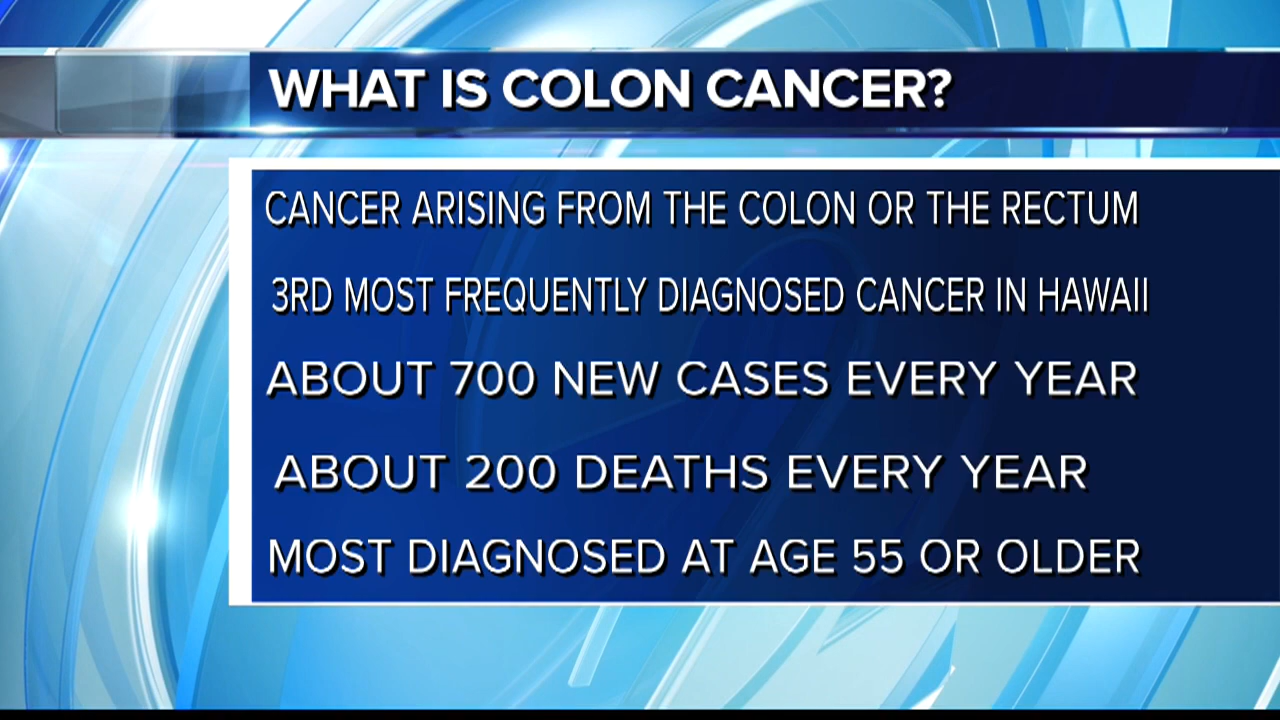 WHAT IS COLON CANCER?
CANCER ARISING FROM THE COLON OR THE RECTUM
3RD MOST FREQUENTLY DIAGNOSED CANCER IN HAWAII
ABOUT 700 NEW CASES EVERY YEAR
ABOUT 200 DEATHS EVERY YEAR
MOST DIAGNOSED AT AGE 55 OR OLDER